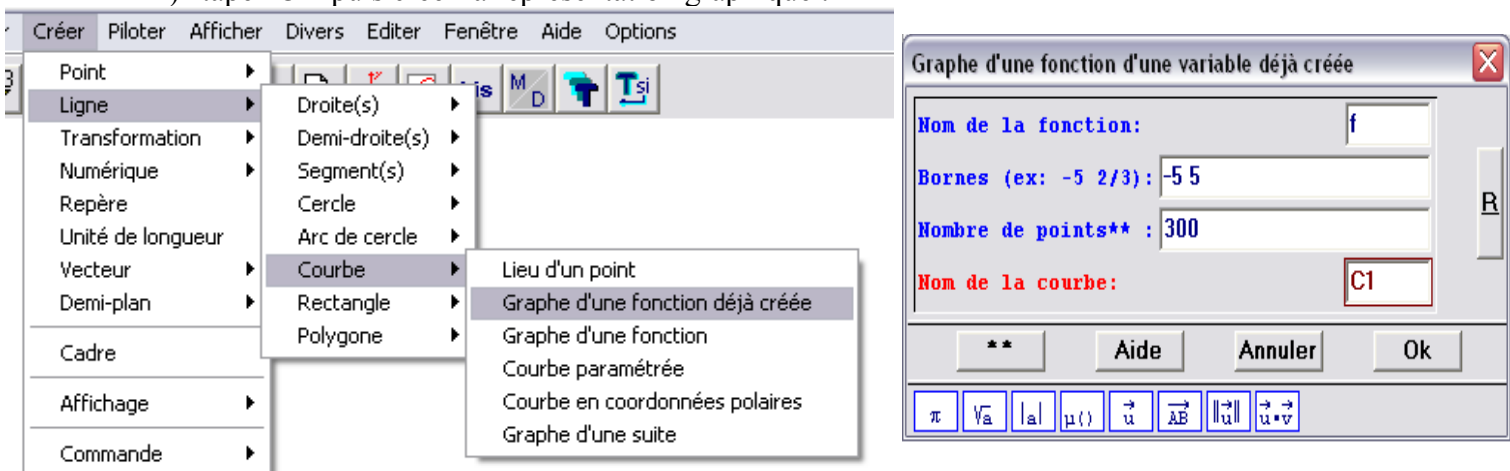 Créer Piloter Afficher Divers Editer Fenêtre Aide Options
is M D Tsi
Point
Ligne
Transformation
Numérique
Repère
Unité de longueur
Vecteur
Demi-plan
Cadre
Affichage
Commande
Droite(s)
Demi-droite(s)
Segment(s)
Cercle
Arc de cercle
Courbe
Rectangle
Polygone
Lieu d'un point
Graphe d'une fonction déjà créée
Graphe d'une fonction
Courbe paramétrée
Courbe en coordonnées polaires
Graphe d'une suite
Graphe d'une fonction d'une variable déjà créée
Nom de la fonction: f
Bornes (ex: -5 2/3): -5 5
Nombre de points** : 300
Nom de la courbe: C1
R
** Aide Annuler Ok
π √a |a| μ() u⃗ AB⃗ ‖u⃗‖ u⃗•v⃗